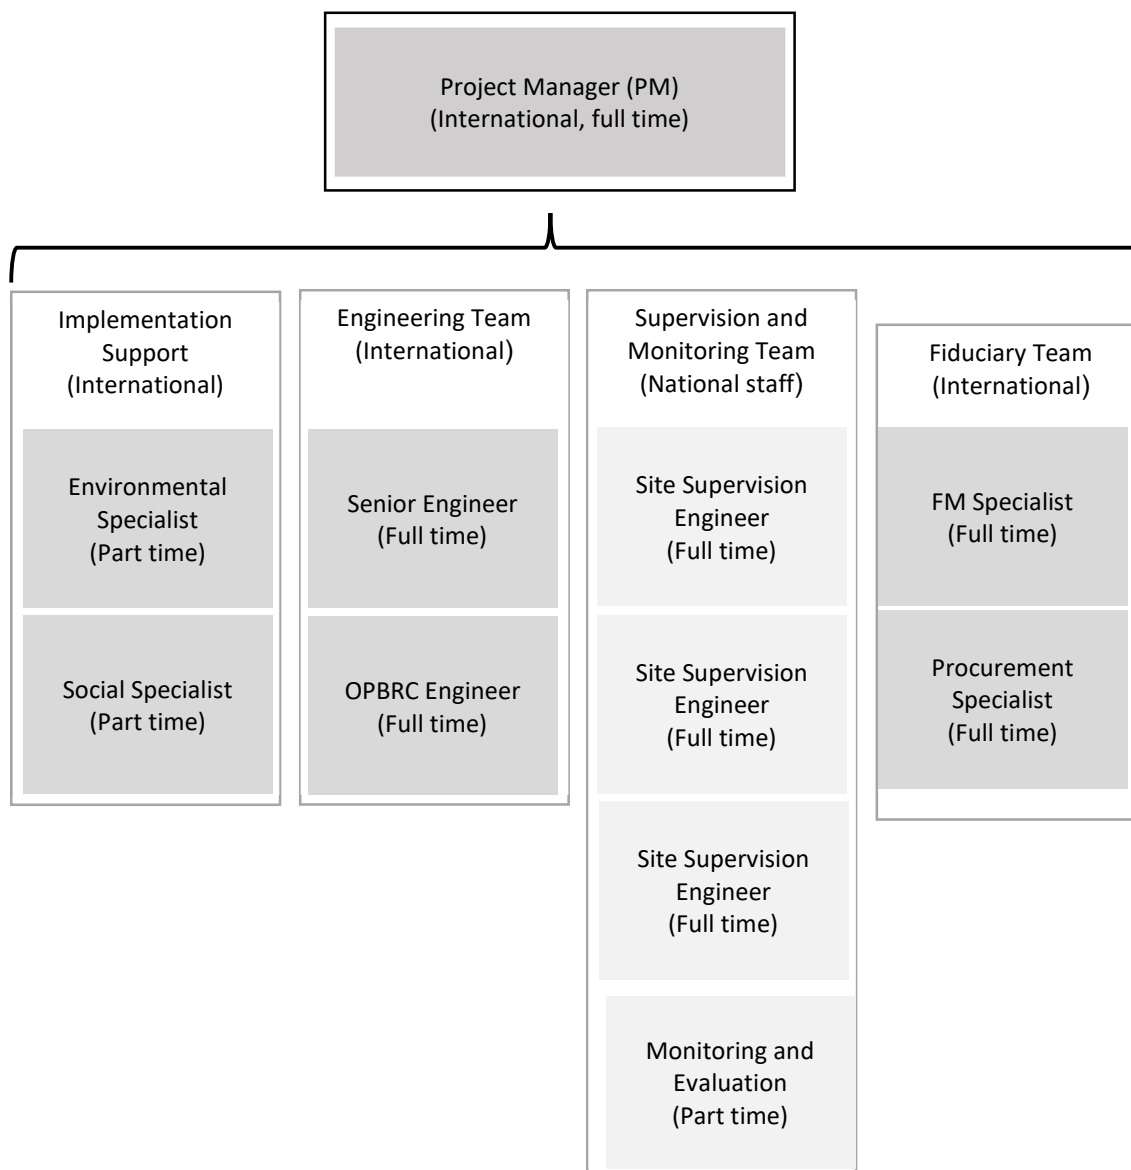 Project Manager (PM)
(International, full time)
Implementation
Support
(International)
Environmental
Specialist
(Part time)
Social Specialist
(Part time)
Engineering Team
(International)
Senior Engineer
(Full time)
OPBRC Engineer
(Full time)
Supervision and
Monitoring Team
(National staff)
Site Supervision
Engineer
(Full time)
Site Supervision
Engineer
(Full time)
Site Supervision
Engineer
(Full time)
Monitoring and
Evaluation
(Part time)
Fiduciary Team
(International)
FM Specialist
(Full time)
Procurement
Specialist
(Full time)